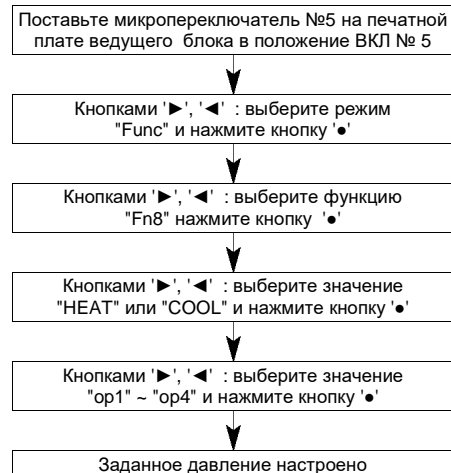 Поставьте микропереключатель №5 на печатной
плате ведущего блока в положение ВКЛ № 5
Кнопками '►', '◄' : выберите режим
"Func" и нажмите кнопку '●'
Кнопками '►', '◄' : выберите функцию
"Fn8" нажмите кнопку '●'
Кнопками '►', '◄' : выберите значение
"HEAT" или "COOL" и нажмите кнопку '●'
Кнопками '►', '◄' : выберите значение
"op1" ~ "op4" и нажмите кнопку '●'
Заданное давление настроено